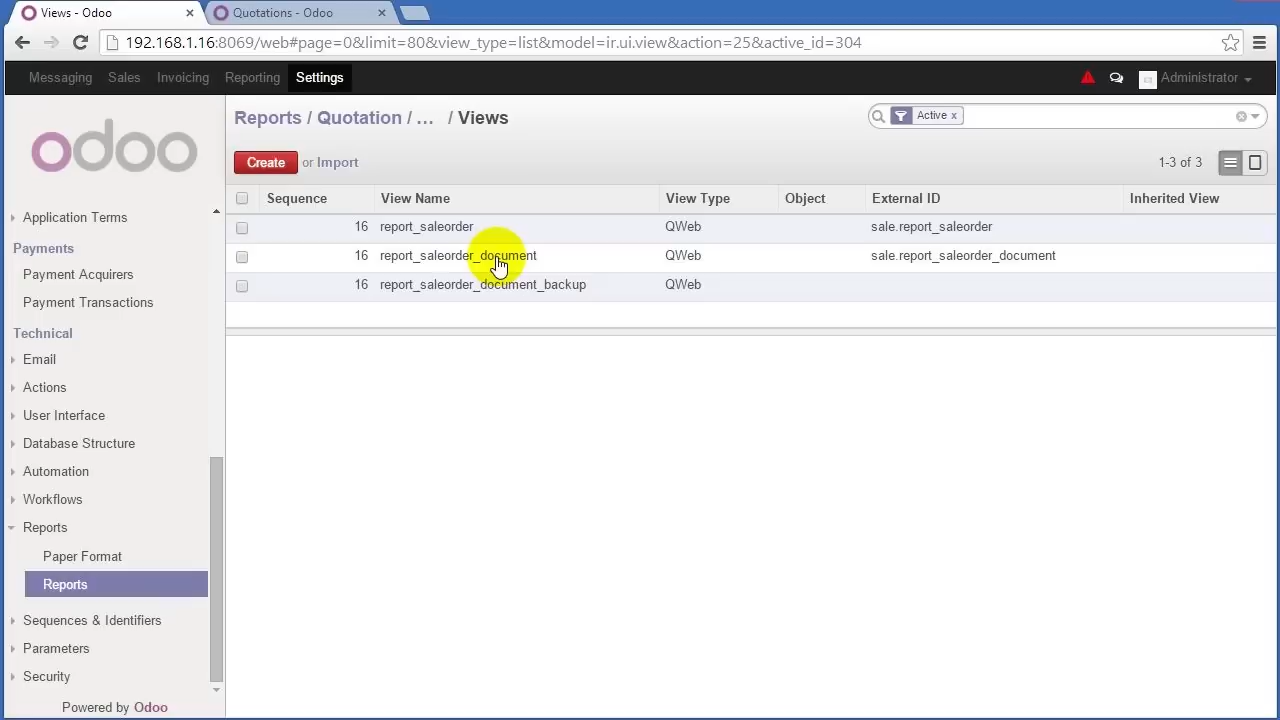 Views - Odoo
Quotations - Odoo
192.168.1.16:8069/web#page=0&limit=80&view_type=list&model=ir.ui.view&action=25&active_id=304
Messaging Sales Invoicing Reporting Settings Administrator
odoo
Reports / Quotation / ... / Views
Active x
Create or Import
1-3 of 3
Sequence View Name View Type Object External ID Inherited View
16 report_saleorder QWeb sale.report_saleorder
16 report_saleorder_document QWeb sale.report_saleorder_document
16 report_saleorder_document_backup QWeb
Application Terms
Payments
Payment Acquirers
Payment Transactions
Technical
Email
Actions
User Interface
Database Structure
Automation
Workflows
Reports
Paper Format
Reports
Sequences & Identifiers
Parameters
Security
Powered by Odoo